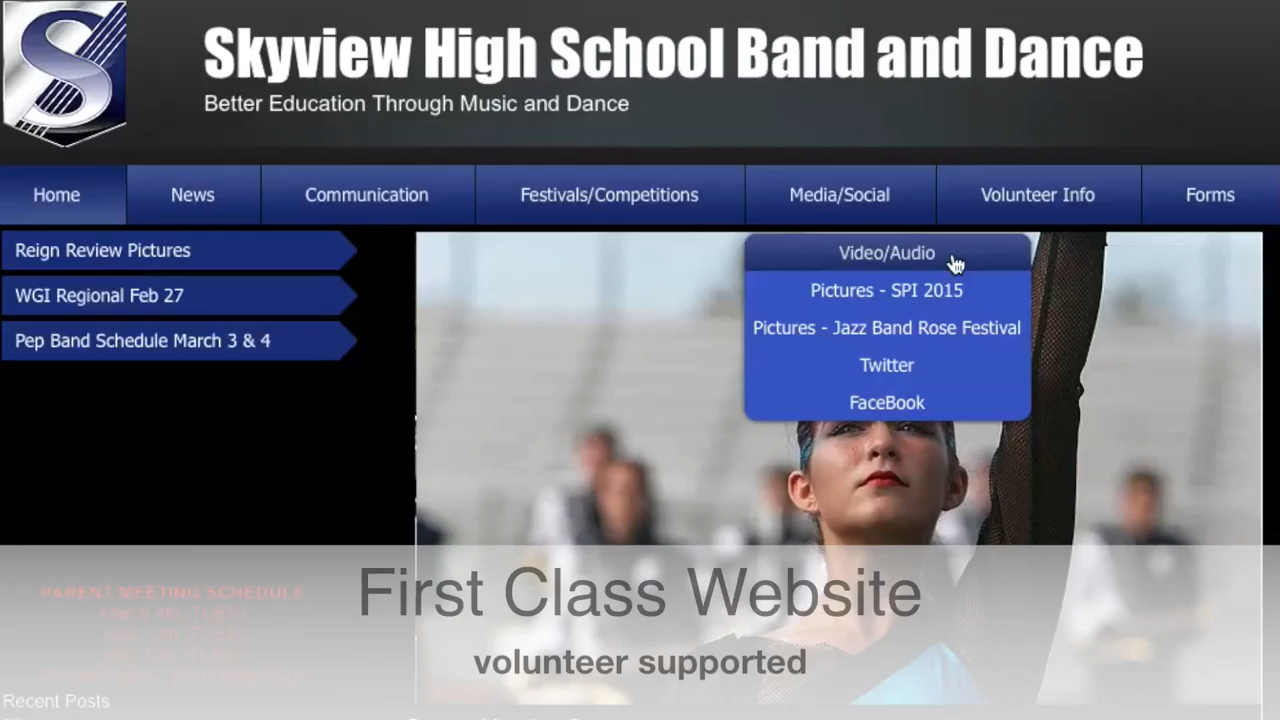 S
Skyview High School Band and Dance
Better Education Through Music and Dance
Home News Communication Festivals/Competitions Media/Social Volunteer Info Forms
Reign Review Pictures
WGI Regional Feb 27
Pep Band Schedule March 3 & 4
Video/Audio
Pictures - SPI 2015
Pictures - Jazz Band Rose Festival
Twitter
FaceBook
PARENT MEETING SCHEDULE
First Class Website
volunteer supported
Recent Posts